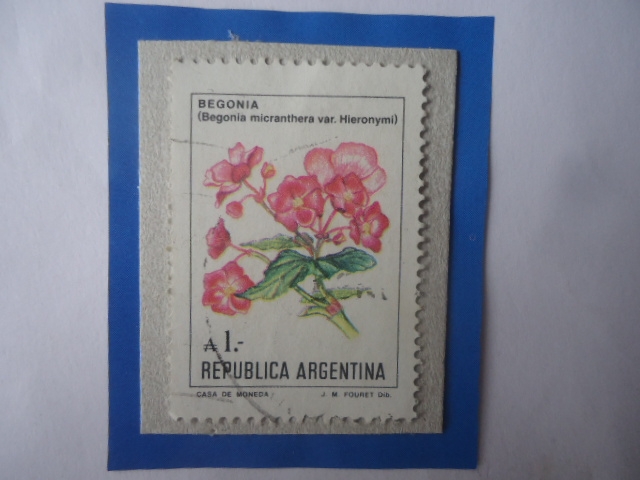 BEGONIA
(Begonia micranthera var. Hieronymi)
₳ 1.-
REPUBLICA ARGENTINA
CASA DE MONEDA J. M. FOURET Dib.